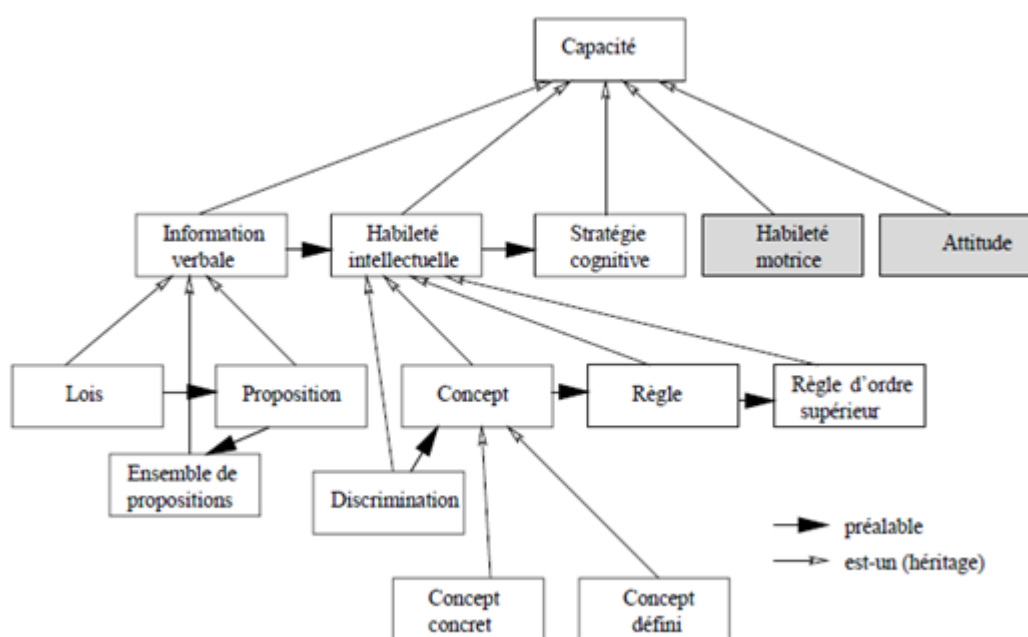 Capacité
Information
verbale
Habileté
intellectuelle
Stratégie
cognitive
Habileté
motrice
Attitude
Lois
Proposition
Concept
Règle
Règle d'ordre
supérieur
Ensemble de
propositions
Discrimination
préalable
est-un (héritage)
Concept
concret
Concept
défini